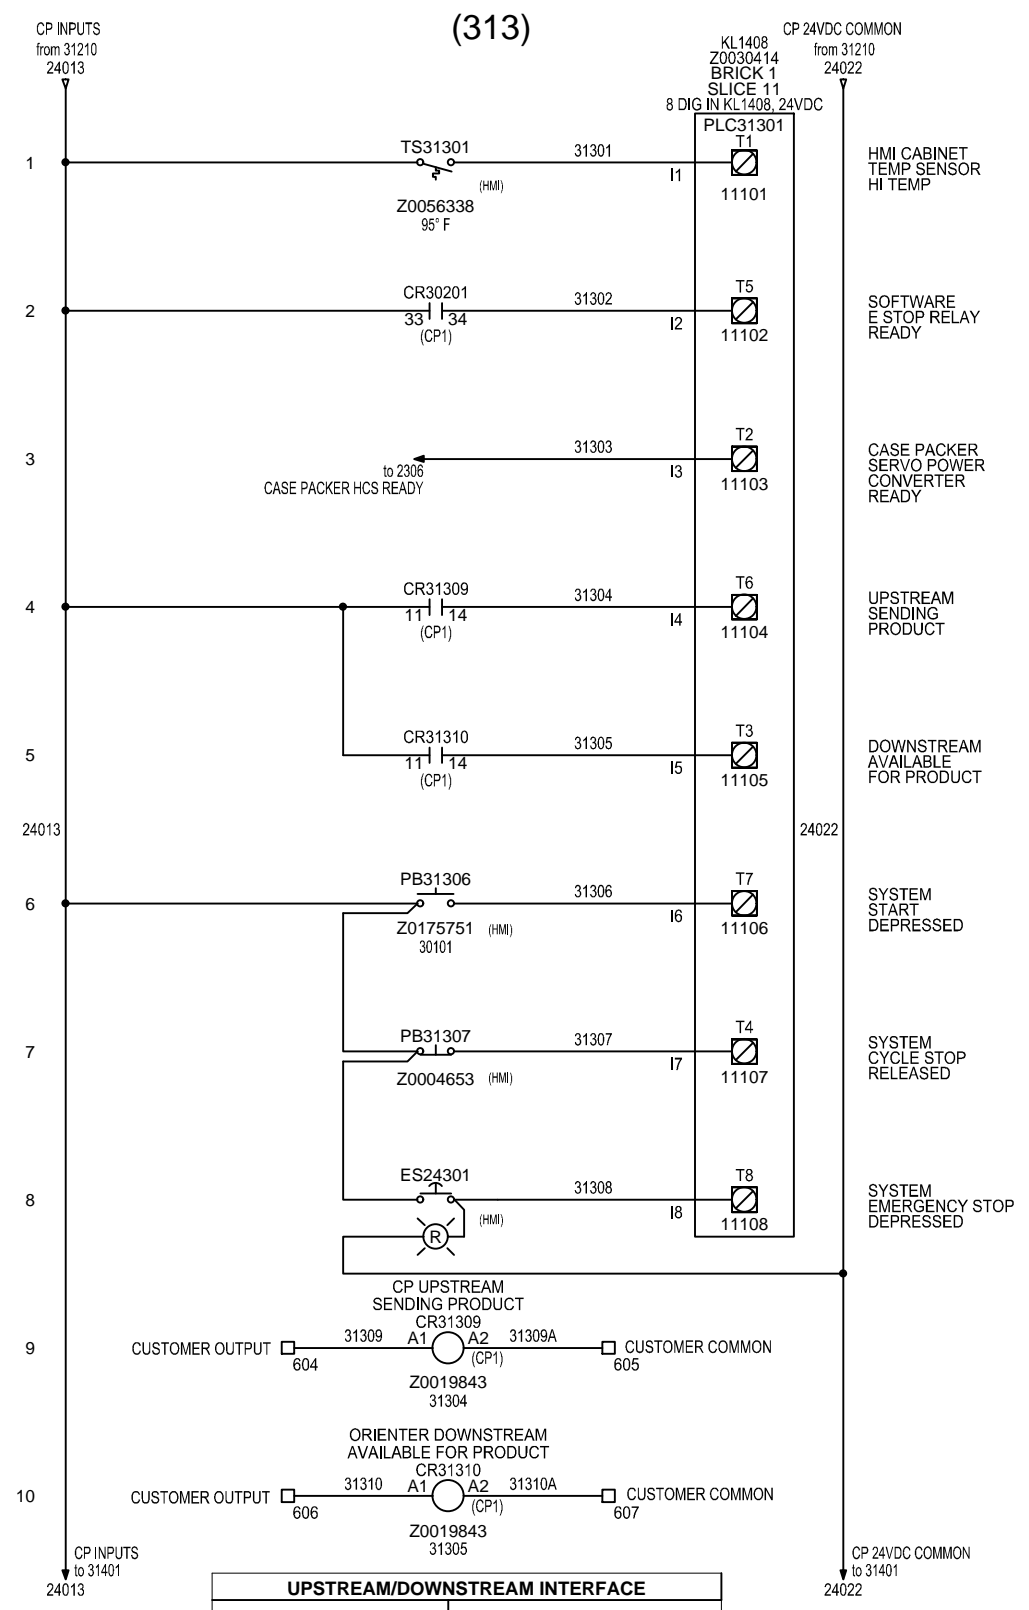 (313)
CP INPUTS
from 31210
24013
KL1408
Z0030414
BRICK 1
SLICE 11
8 DIG IN KL1408, 24VDC
CP 24VDC COMMON
from 31210
24022
PLC31301
1
TS31301
(HMI)
Z0056338
95° F
31301
I1
T1
11101
HMI CABINET
TEMP SENSOR
HI TEMP
2
CR30201
33 34
(CP1)
31302
I2
T5
11102
SOFTWARE
E STOP RELAY
READY
3
to 2306
CASE PACKER HCS READY
31303
I3
T2
11103
CASE PACKER
SERVO POWER
CONVERTER
READY
4
CR31309
11 14
(CP1)
31304
I4
T6
11104
UPSTREAM
SENDING
PRODUCT
5
CR31310
11 14
(CP1)
31305
I5
T3
11105
DOWNSTREAM
AVAILABLE
FOR PRODUCT
24013
24022
6
PB31306
Z0175751 (HMI)
30101
31306
I6
T7
11106
SYSTEM
START
DEPRESSED
7
PB31307
Z0004653 (HMI)
31307
I7
T4
11107
SYSTEM
CYCLE STOP
RELEASED
8
ES24301
(HMI)
R
31308
I8
T8
11108
SYSTEM
EMERGENCY STOP
DEPRESSED
9
CP UPSTREAM
SENDING PRODUCT
CR31309
CUSTOMER OUTPUT
604
31309
A1 A2
(CP1)
31309A
605
CUSTOMER COMMON
Z0019843
31304
10
ORIENTER DOWNSTREAM
AVAILABLE FOR PRODUCT
CR31310
CUSTOMER OUTPUT
606
31310
A1 A2
(CP1)
31310A
607
CUSTOMER COMMON
Z0019843
31305
CP INPUTS
to 31401
24013
CP 24VDC COMMON
to 31401
24022
UPSTREAM/DOWNSTREAM INTERFACE